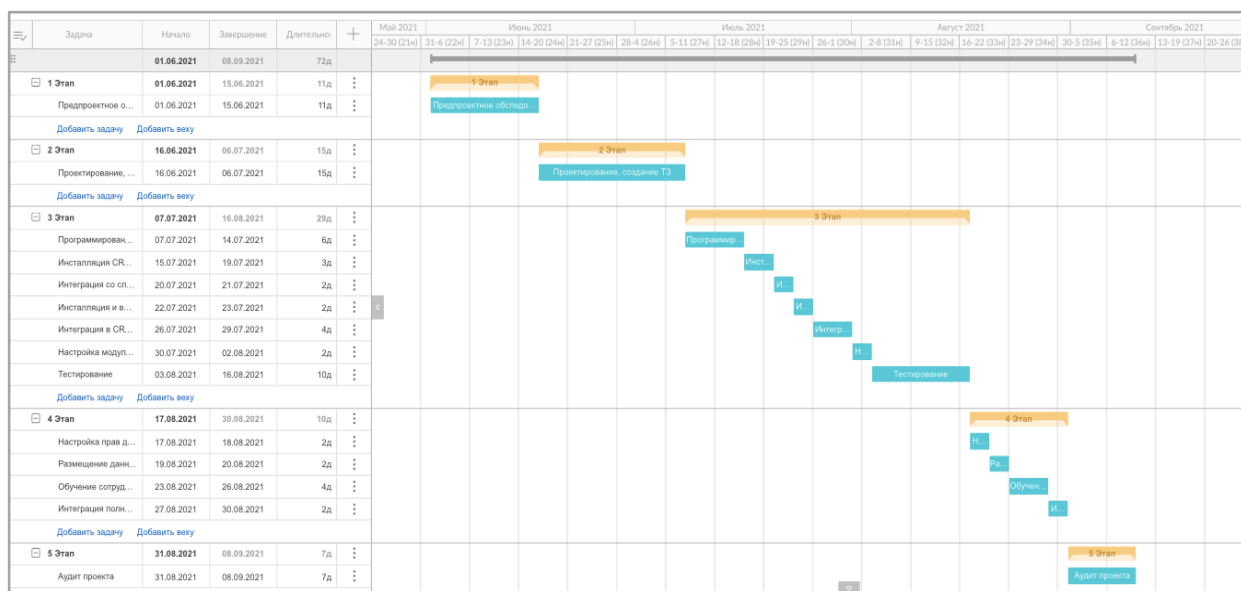 Май 2021 Июнь 2021 Июль 2021 Август 2021 Сентябрь 2021
Задача Начало Завершение Длительно
24-30 (21н) 31-6 (22н) 7-13 (23н) 14-20 (24н) 21-27 (25н) 28-4 (26н) 5-11 (27н) 12-18 (28н) 19-25 (29н) 26-1 (30н) 2-8 (31н) 9-15 (32н) 16-22 (33н) 23-29 (34н) 30-5 (35н) 6-12 (36н) 13-19 (37н) 20-26 (38
01.06.2021 08.09.2021 72д
1 Этап 01.06.2021 15.06.2021 11д 1 Этап
Предпроектное о... 01.06.2021 15.06.2021 11д Предпроектное обследо...
Добавить задачу Добавить веху
2 Этап 16.06.2021 06.07.2021 15д 2 Этап
Проектирование, ... 16.06.2021 06.07.2021 15д Проектирование, создание ТЗ
Добавить задачу Добавить веху
3 Этап 07.07.2021 16.08.2021 29д 3 Этап
Программирован... 07.07.2021 14.07.2021 6д Программир...
Инсталляция CR... 15.07.2021 19.07.2021 3д Инст...
Интеграция со сл... 20.07.2021 21.07.2021 2д И...
Инсталляция и в... 22.07.2021 23.07.2021 2д И...
Интеграция в CR... 26.07.2021 29.07.2021 4д Интегр...
Настройка модул... 30.07.2021 02.08.2021 2д Н...
Тестирование 03.08.2021 16.08.2021 10д Тестирование
Добавить задачу Добавить веху
4 Этап 17.08.2021 30.08.2021 10д 4 Этап
Настройка прав д... 17.08.2021 18.08.2021 2д Н...
Размещение данн... 19.08.2021 20.08.2021 2д Ра...
Обучение сотруд... 23.08.2021 26.08.2021 4д Обучен...
Интеграция полн... 27.08.2021 30.08.2021 2д И...
Добавить задачу Добавить веху
5 Этап 31.08.2021 08.09.2021 7д 5 Этап
Аудит проекта 31.08.2021 08.09.2021 7д Аудит проекта